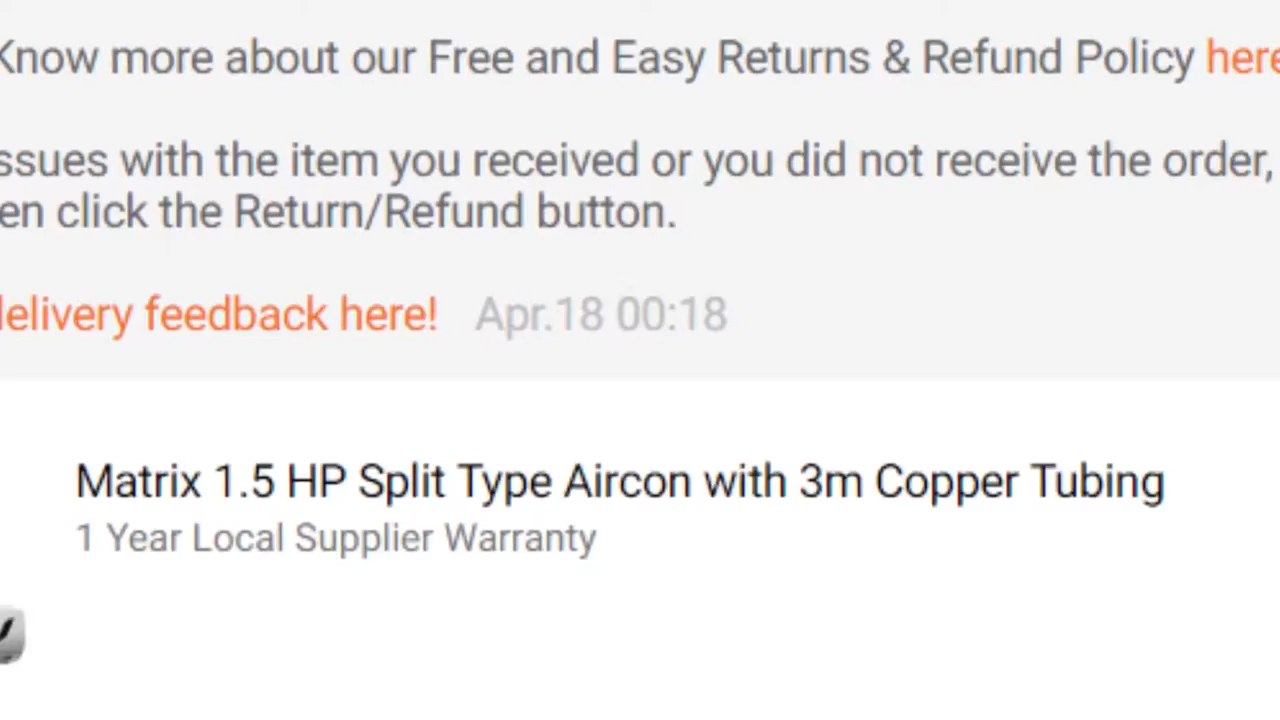 Know more about our Free and Easy Returns & Refund Policy here
ssues with the item you received or you did not receive the order,
en click the Return/Refund button.
delivery feedback here! Apr.18 00:18
Matrix 1.5 HP Split Type Aircon with 3m Copper Tubing
1 Year Local Supplier Warranty